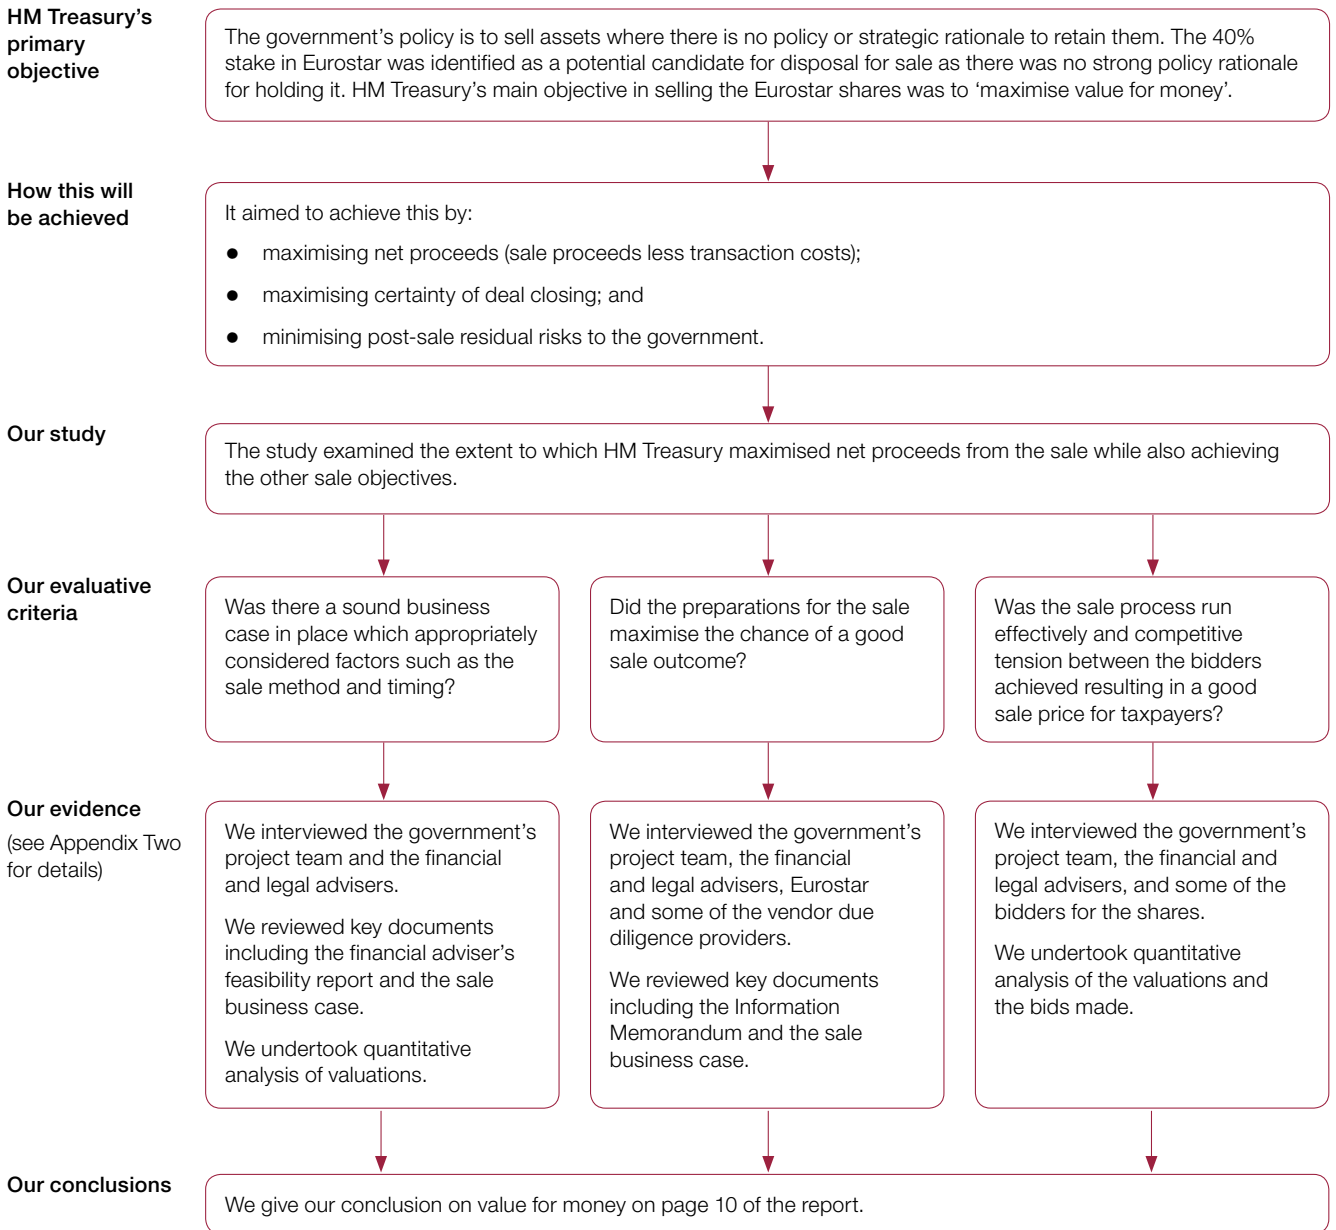 HM Treasury's
primary
objective
The government's policy is to sell assets where there is no policy or strategic rationale to retain them. The 40%
stake in Eurostar was identified as a potential candidate for disposal for sale as there was no strong policy rationale
for holding it. HM Treasury's main objective in selling the Eurostar shares was to 'maximise value for money'.
How this will
be achieved
It aimed to achieve this by:
● maximising net proceeds (sale proceeds less transaction costs);
● maximising certainty of deal closing; and
● minimising post-sale residual risks to the government.
Our study
The study examined the extent to which HM Treasury maximised net proceeds from the sale while also achieving
the other sale objectives.
Our evaluative
criteria
Was there a sound business
case in place which appropriately
considered factors such as the
sale method and timing?
Did the preparations for the sale
maximise the chance of a good
sale outcome?
Was the sale process run
effectively and competitive
tension between the bidders
achieved resulting in a good
sale price for taxpayers?
Our evidence
(see Appendix Two
for details)
We interviewed the government's
project team and the financial
and legal advisers.
We reviewed key documents
including the financial adviser's
feasibility report and the sale
business case.
We undertook quantitative
analysis of valuations.
We interviewed the government's
project team, the financial
and legal advisers, Eurostar
and some of the vendor due
diligence providers.
We reviewed key documents
including the Information
Memorandum and the sale
business case.
We interviewed the government's
project team, the financial and
legal advisers, and some of the
bidders for the shares.
We undertook quantitative
analysis of the valuations and
the bids made.
Our conclusions
We give our conclusion on value for money on page 10 of the report.